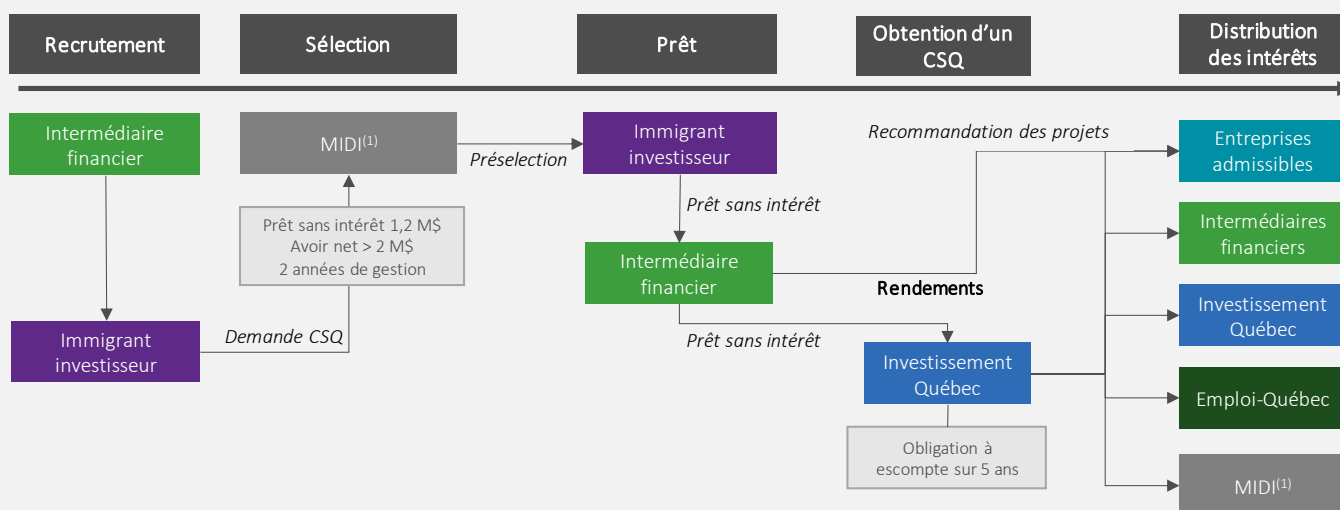 Recrutement
Sélection
Prêt
Obtention d'un
CSQ
Distribution
des intérêts
Intermédiaire
financier
MIDI(1)
Préselection
Immigrant
investisseur
Recommandation des projets
Entreprises
admissibles
Prêt sans intérêt 1,2 M$
Avoir net > 2 M$
2 années de gestion
Prêt sans intérêt
Intermédiaires
financiers
Intermédiaire
financier
Rendements
Immigrant
investisseur
Demande CSQ
Prêt sans intérêt
Investissement
Québec
Investissement
Québec
Emploi-Québec
Obligation à
escompte sur 5 ans
MIDI(1)